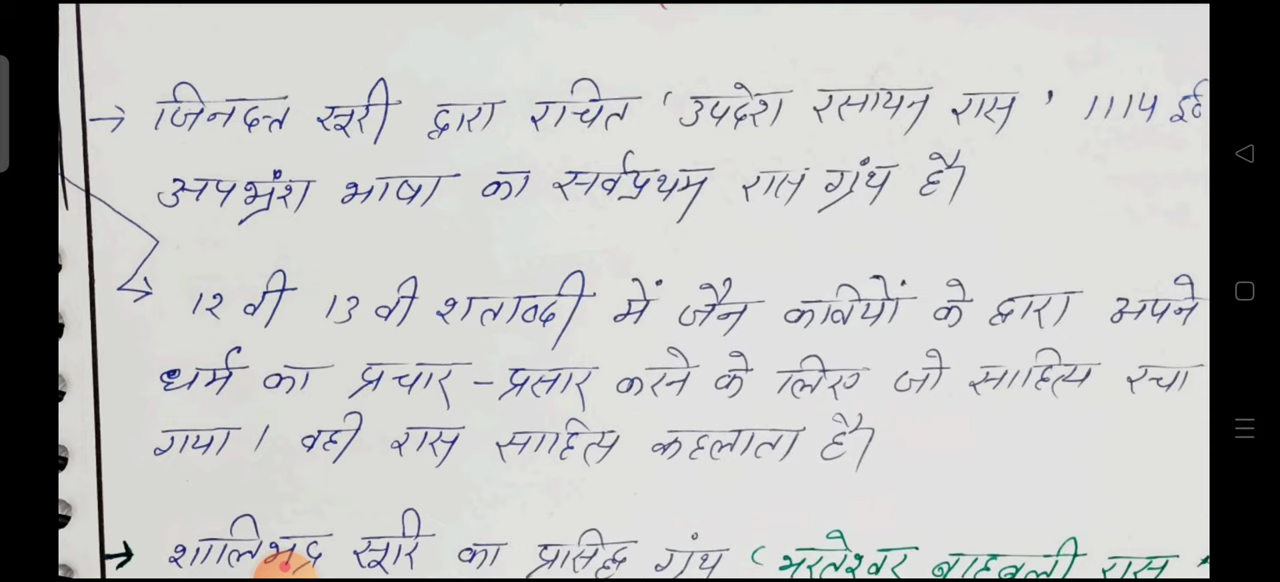 → जिनदत्त सूरी द्वारा रचित ' उपदेश रसायन रास ' 1114 ई०
अपभ्रंश भाषा का सर्वप्रथम रास ग्रंथ है।
→ 12 वी 13 वी शताब्दी में जैन कवियों के द्वारा अपने
धर्म का प्रचार - प्रसार करने के लिए जो साहित्य रचा
गया । वही रास साहित्य कहलाता है।
→ शालिभद्र सूरि का प्रसिद्ध ग्रंथ ( भरतेश्वर बाहुबली रास '